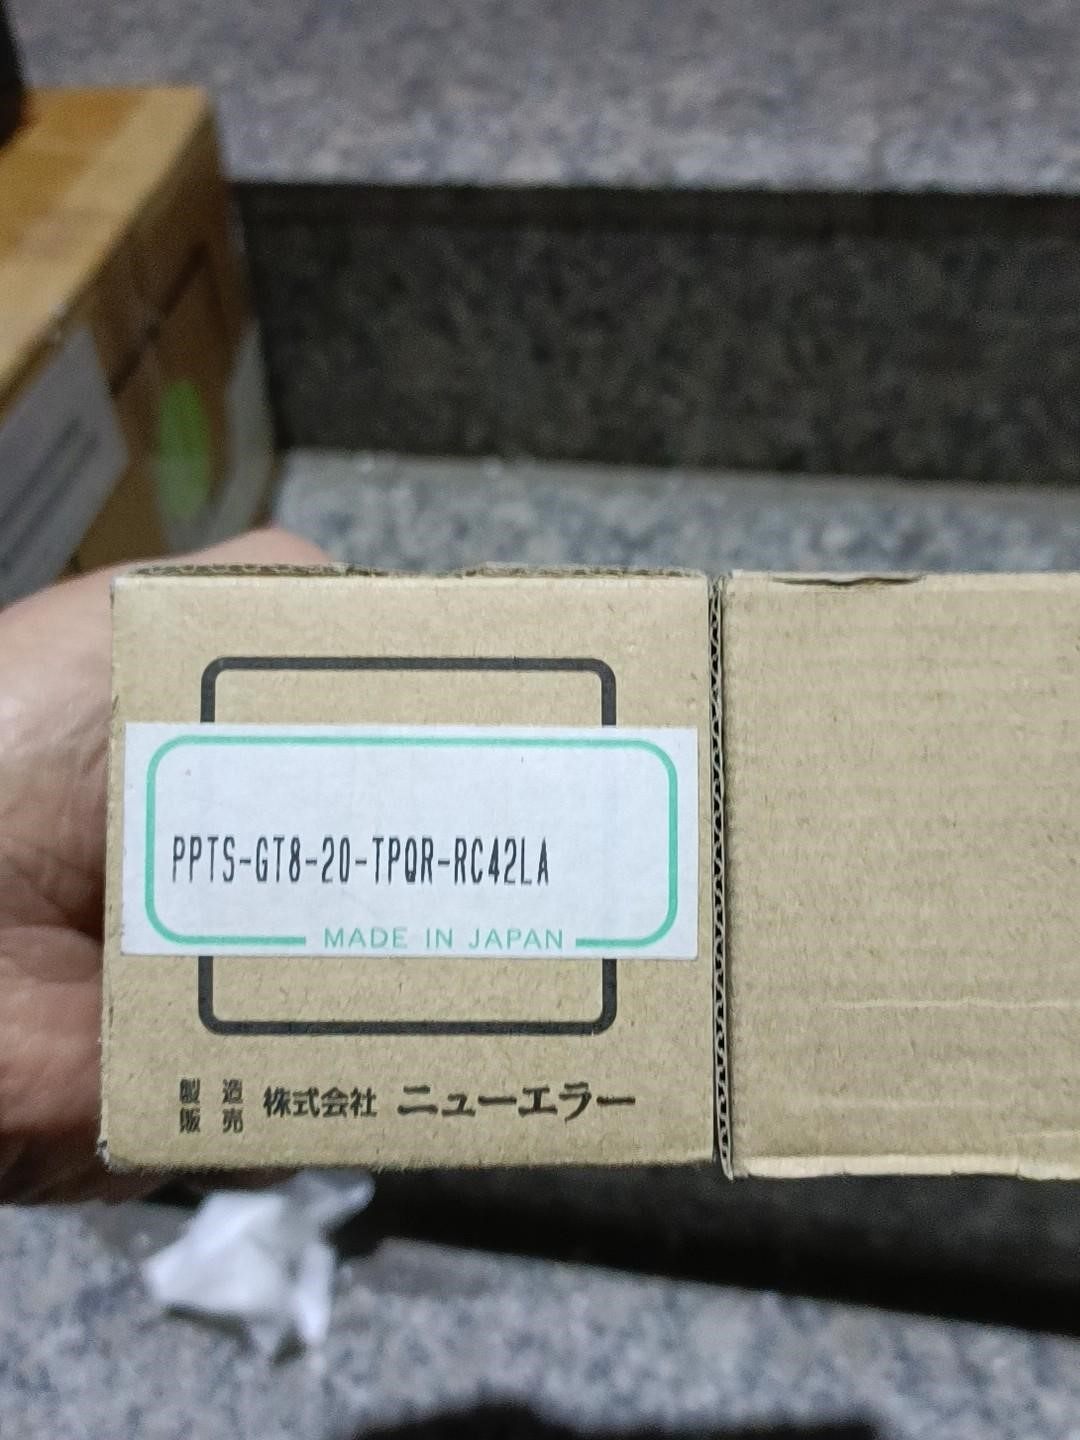 PPTS-GT8-20-TPQR-RC42LA
MADE IN JAPAN
製造
販売
株式会社 ニューエラー